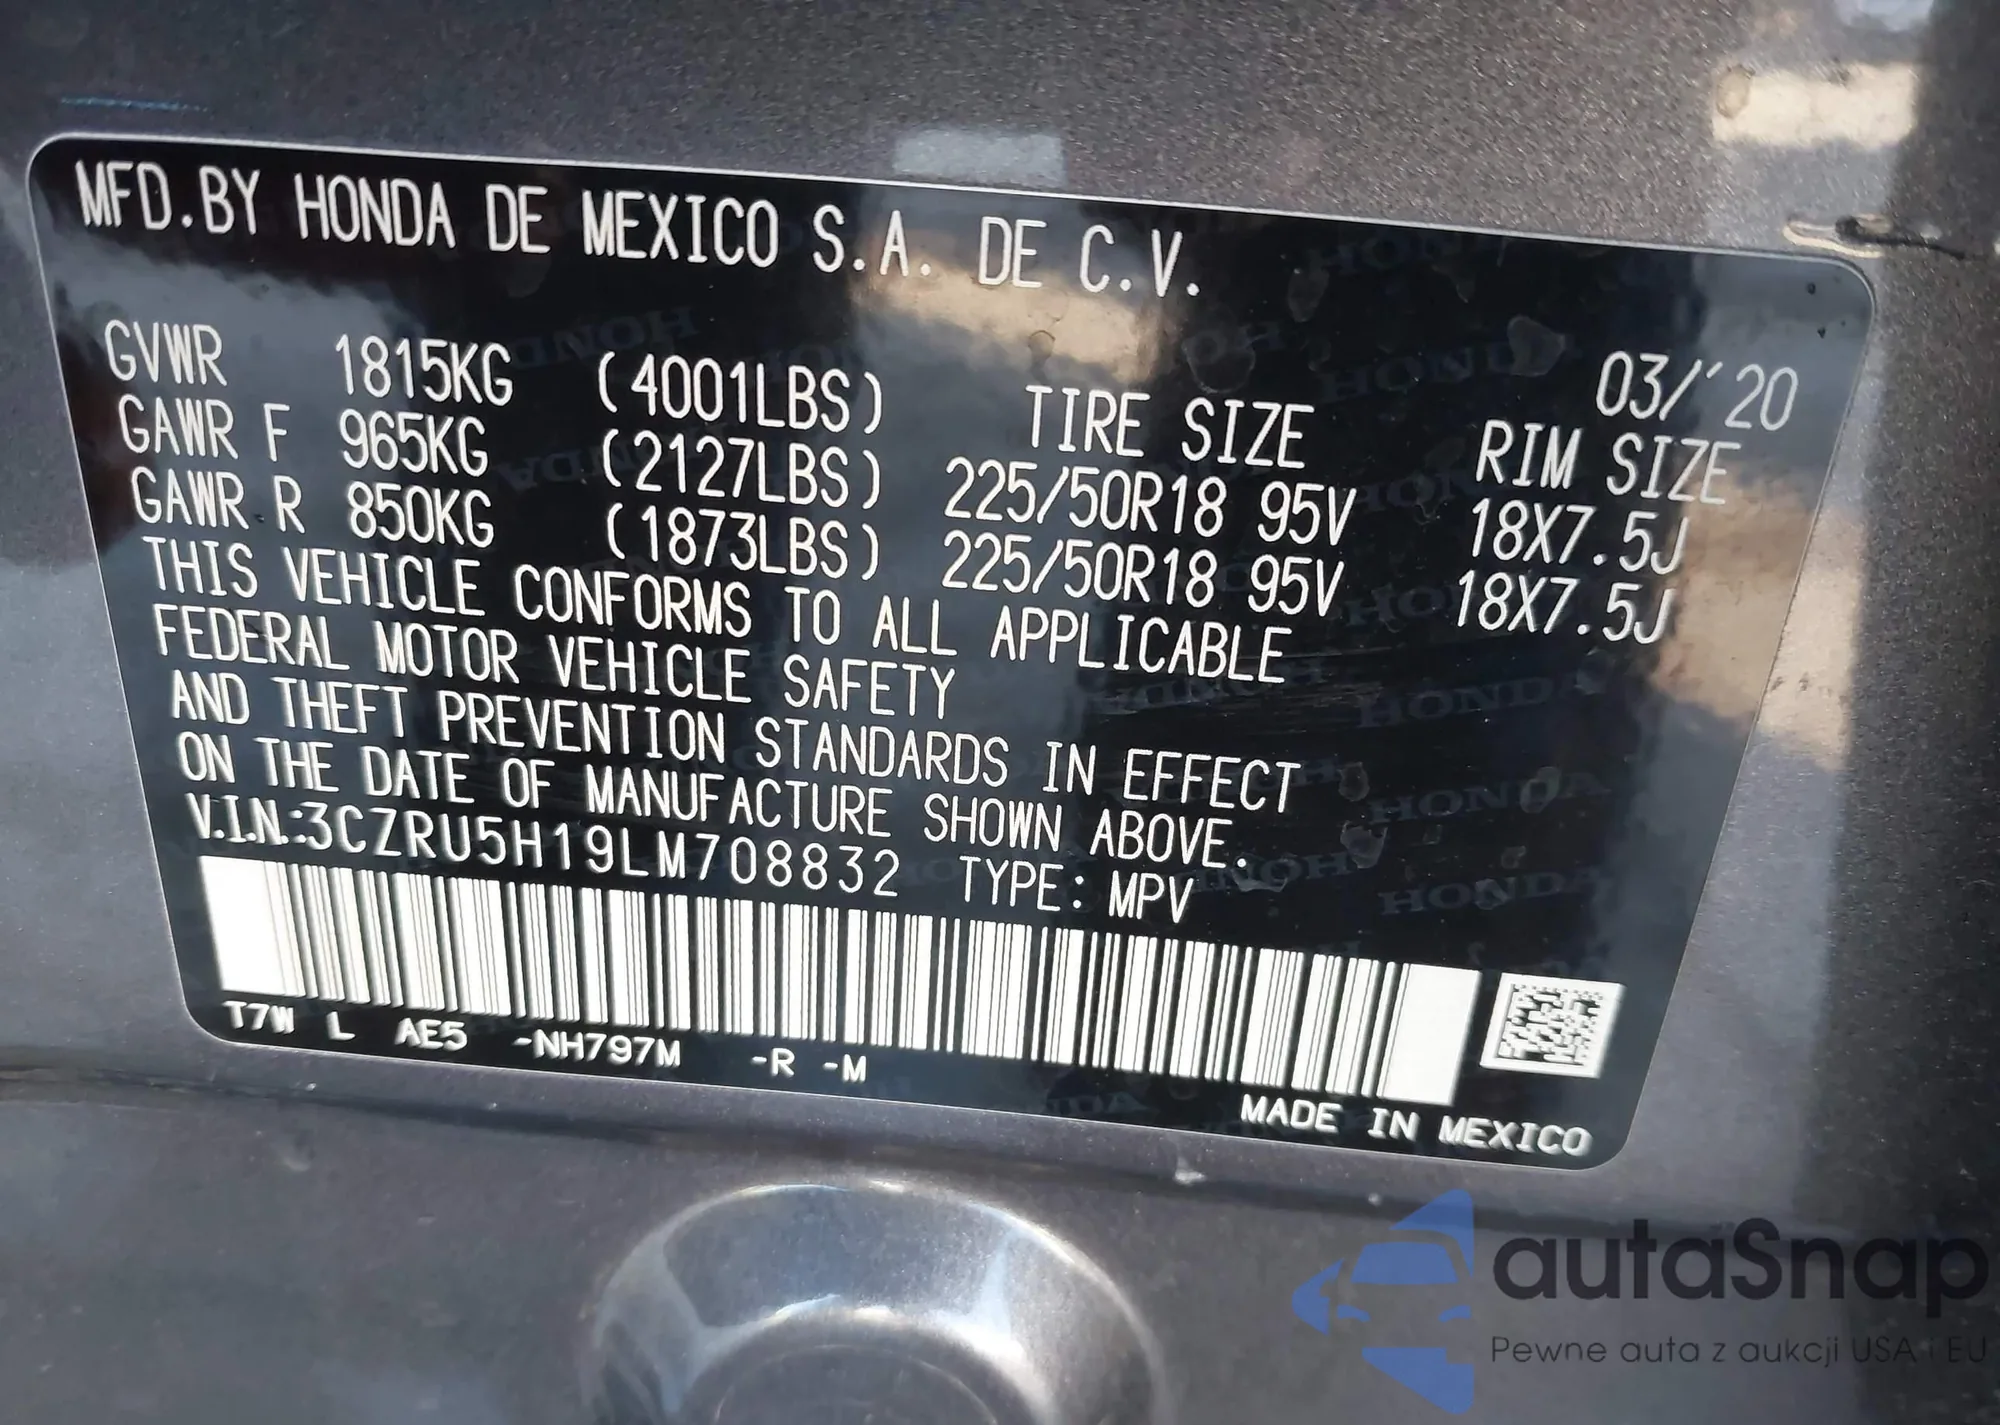 MFD.BY HONDA DE MEXICO S.A. DE C.V.
03/'20
GVWR 1815KG (4001LBS) TIRE SIZE RIM SIZE
GAWR F 965KG (2127LBS) 225/50R18 95V 18X7.5J
GAWR R 850KG (1873LBS) 225/50R18 95V 18X7.5J
THIS VEHICLE CONFORMS TO ALL APPLICABLE
FEDERAL MOTOR VEHICLE SAFETY
AND THEFT PREVENTION STANDARDS IN EFFECT
ON THE DATE OF MANUFACTURE SHOWN ABOVE.
V.I.N.:3CZRU5H19LM708832 TYPE: MPV
T7W L AE5 -NH797M -R -M
MADE IN MEXICO
autaSnap
Pewne auta z aukcji USA i EU